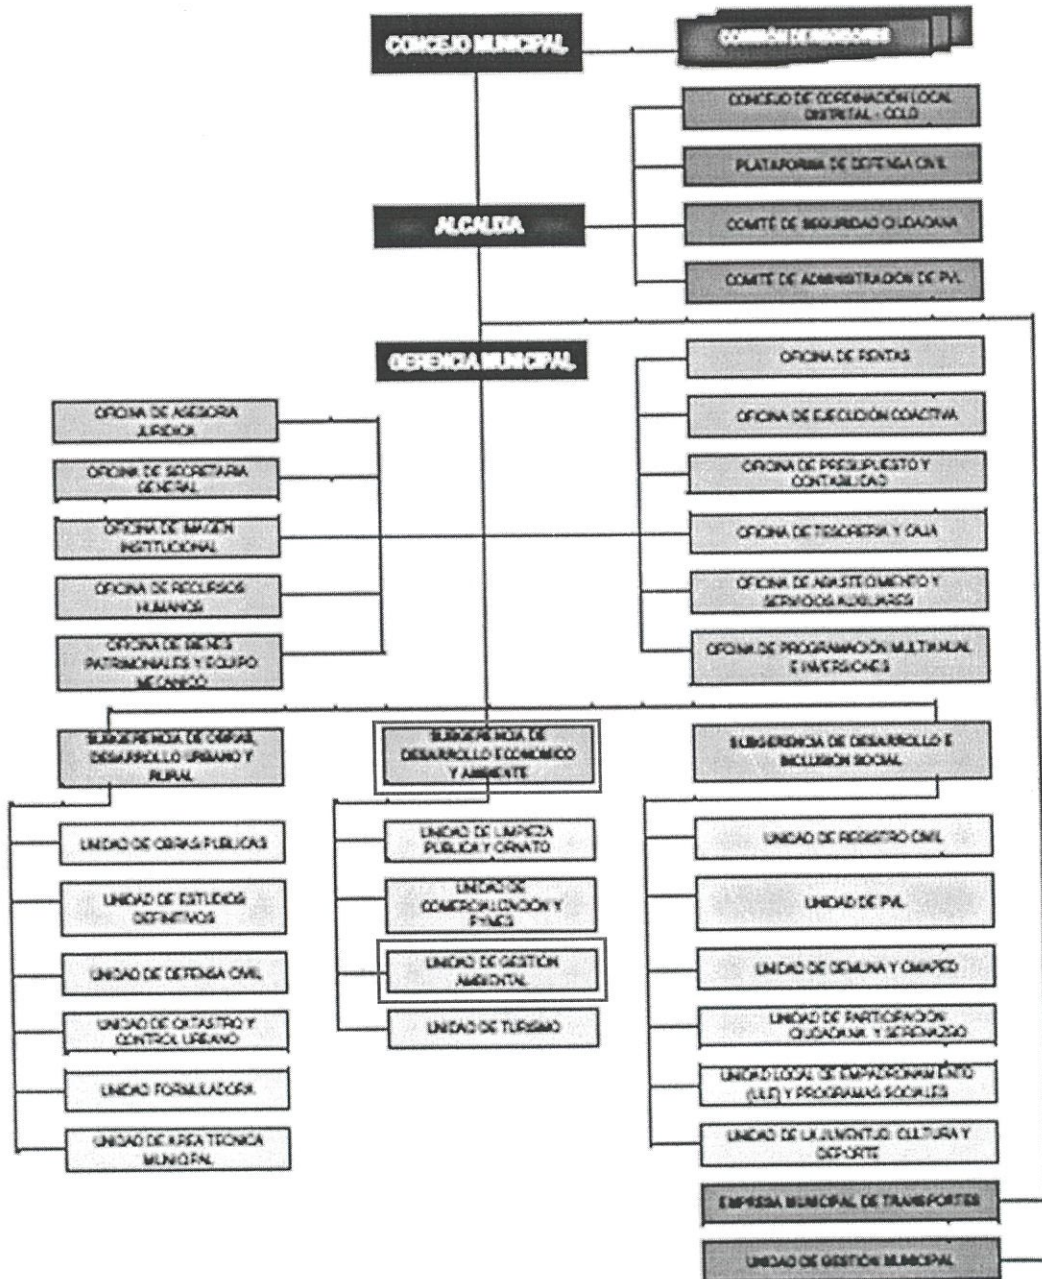 CONCEJO MUNICIPAL
COMISIÓN DE REGIDORES
CONCEJO DE CORDINACIÓN LOCAL
DISTRITAL - CCLD
PLATAFORMA DE DEFENSA CIVIL
ALCALDIA
COMITÉ DE SEGURIDAD CIUDADANA
COMITÉ DE ADMINISTRACIÓN DE PVL
GERENCIA MUNICIPAL
OFICINA DE RENTAS
OFICINA DE ASESORIA
JURIDICA
OFICINA DE EJECUCIÓN COACTIVA
OFICINA DE SECRETARIA
GENERAL
OFICINA DE PRESUPUESTO Y
CONTABILIDAD
OFICINA DE IMAGEN
INSTITUCIONAL
OFICINA DE TESORERIA Y CAJA
OFICINA DE RECURSOS
HUMANOS
OFICINA DE ABASTECIMIENTO Y
SERVICIOS AUXILIARES
OFICINA DE BIENES
PATRIMONIALES Y EQUIPO
MECANICO
OFICINA DE PROGRAMACIÓN MULTIANUAL
E INVERSIONES
SUBGERENCIA DE OBRAS,
DESARROLLO URBANO Y
RURAL
SUBGERENCIA DE
DESARROLLO ECONOMICO
Y AMBIENTE
SUBGERENCIA DE DESARROLLO E
INCLUSIÓN SOCIAL
UNIDAD DE OBRAS PUBLICAS
UNIDAD DE ESTUDIOS
DEFINITIVOS
UNIDAD DE DEFENSA CIVIL
UNIDAD DE CATASTRO Y
CONTROL URBANO
UNIDAD FORMULADORA
UNIDAD DE AREA TECNICA
MUNICIPAL
UNIDAD DE LIMPIEZA
PUBLICA Y ORNATO
UNIDAD DE
COMERCIALIZACIÓN Y
PYMES
UNIDAD DE GESTION
AMBIENTAL
UNIDAD DE TURISMO
UNIDAD DE REGISTRO CIVIL
UNIDAD DE PVL
UNIDAD DE DEMUNA Y OMAPED
UNIDAD DE PARTICIPACION
CIUDADANA Y SERENAZGO
UNIDAD LOCAL DE EMPADRONAMIENTO
(ULE) Y PROGRAMAS SOCIALES
UNIDAD DE LA JUVENTUD, CULTURA Y
DEPORTE
EMPRESA MUNICIPAL DE TRANSPORTES
UNIDAD DE GESTION MUNICIPAL